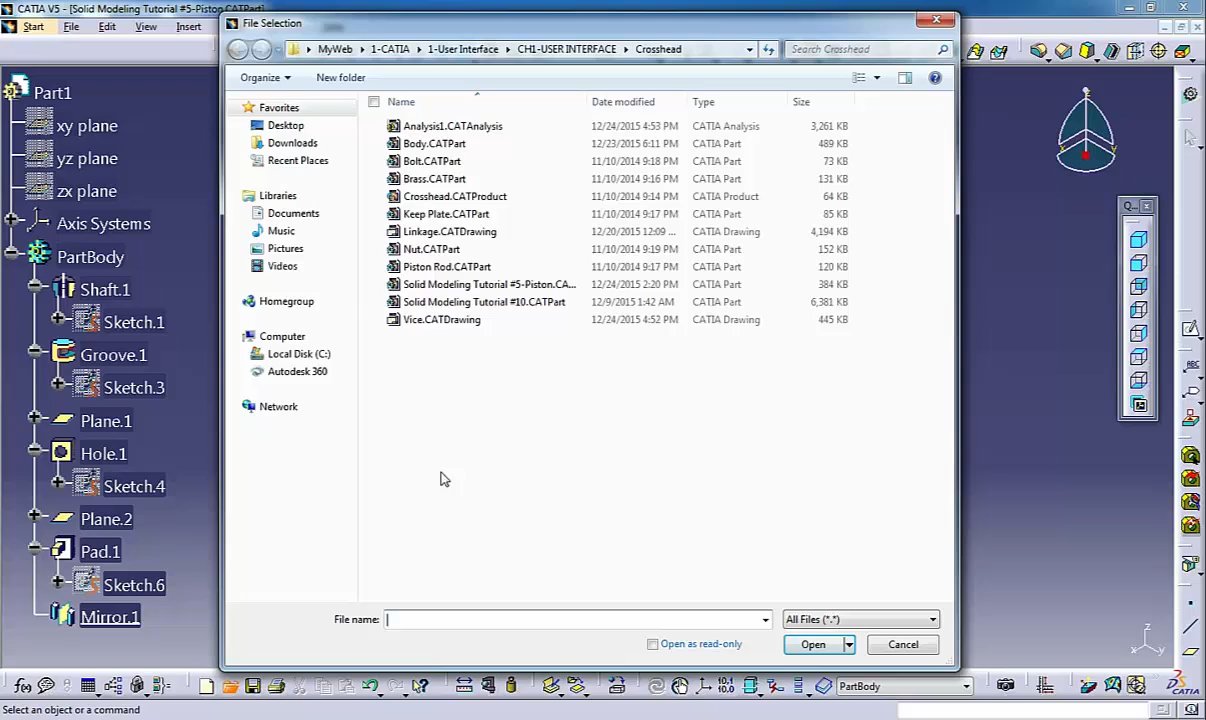 CATIA V5 - [Solid Modeling Tutorial #5-Piston.CATPart]
Start File Edit View Insert
File Selection
MyWeb 1-CATIA 1-User Interface CH1-USER INTERFACE Crosshead
Search Crosshead
Organize New folder
Name Date modified Type Size
Analysis1.CATAnalysis 12/24/2015 4:53 PM CATIA Analysis 3,261 KB
Body.CATPart 12/23/2015 6:11 PM CATIA Part 489 KB
Bolt.CATPart 11/10/2014 9:18 PM CATIA Part 73 KB
Brass.CATPart 11/10/2014 9:16 PM CATIA Part 131 KB
Crosshead.CATProduct 11/10/2014 9:14 PM CATIA Product 64 KB
Keep Plate.CATPart 11/10/2014 9:17 PM CATIA Part 85 KB
Linkage.CATDrawing 12/20/2015 12:09 ... CATIA Drawing 4,194 KB
Nut.CATPart 11/10/2014 9:19 PM CATIA Part 152 KB
Piston Rod.CATPart 11/10/2014 9:17 PM CATIA Part 120 KB
Solid Modeling Tutorial #5-Piston.CA... 12/24/2015 2:20 PM CATIA Part 384 KB
Solid Modeling Tutorial #10.CATPart 12/9/2015 1:42 AM CATIA Part 6,381 KB
Vice.CATDrawing 12/24/2015 4:52 PM CATIA Drawing 445 KB
Favorites
Desktop
Downloads
Recent Places
Libraries
Documents
Music
Pictures
Videos
Homegroup
Computer
Local Disk (C:)
Autodesk 360
Network
File name:
All Files (*.*)
Open as read-only
Open
Cancel
Part1
xy plane
yz plane
zx plane
Axis Systems
PartBody
Shaft.1
Sketch.1
Groove.1
Sketch.3
Plane.1
Hole.1
Sketch.4
Plane.2
Pad.1
Sketch.6
Mirror.1
Q...
z
x
y
PartBody
Select an object or a command